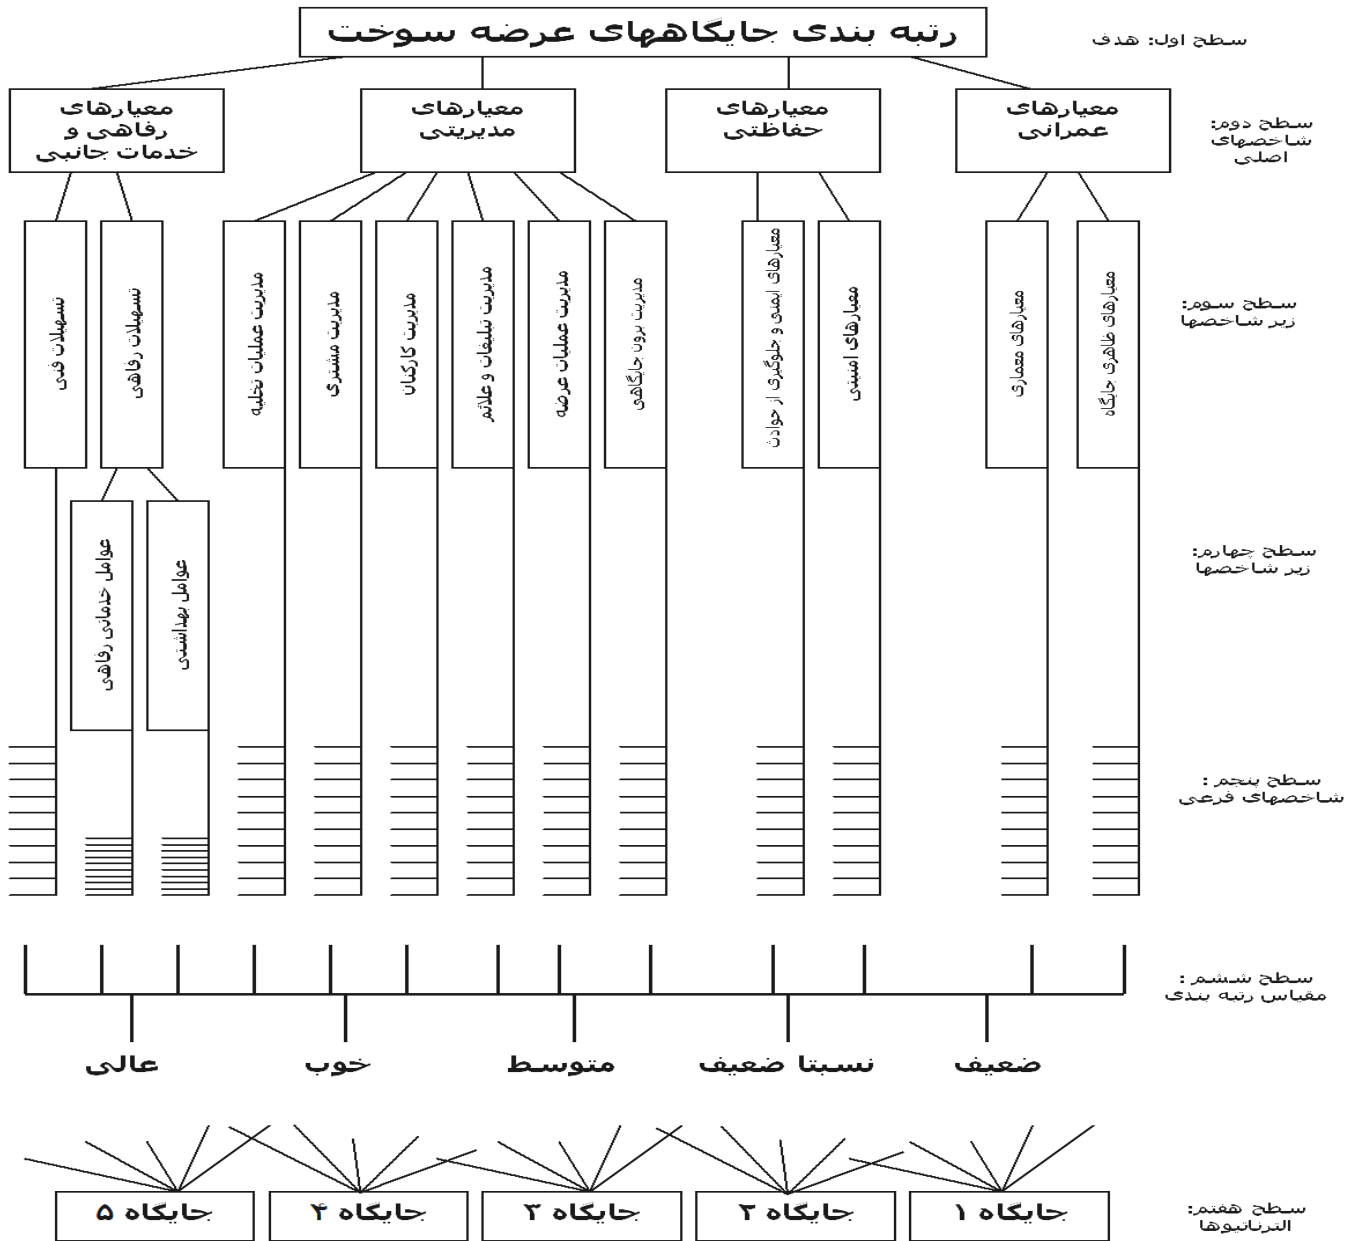 رتبه بندی جایگاههای عرضه سوخت
سطح اول: هدف
معیارهای
عمرانی
معیارهای
حفاظتی
معیارهای
مدیریتی
معیارهای
رفاهی و
خدمات جانبی
سطح دوم:
شاخصهای
اصلی
معیارهای ظاهری جایگاه
معیارهای معماری
معیارهای امنیتی
معیارهای ایمنی و جلوگیری از حوادث
مدیریت برون جایگاهی
مدیریت عملیات عرضه
مدیریت تبلیغات و علائم
مدیریت کارکنان
مدیریت مشتری
مدیریت عملیات تخلیه
تسهیلات رفاهی
تسهیلات فنی
سطح سوم:
زیر شاخصها
عوامل بهداشتی
عوامل خدماتی رفاهی
سطح چهارم:
زیر شاخصها
سطح پنجم :
شاخصهای فرعی
سطح ششم :
مقیاس رتبه بندی
ضعیف
نسبتا ضعیف
متوسط
خوب
عالی
جایگاه ۱
جایگاه ۲
جایگاه ۳
جایگاه ۴
جایگاه ۵
سطح هفتم:
الترناتیوها